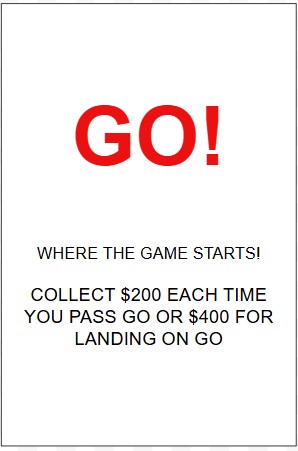 GO!
WHERE THE GAME STARTS!
COLLECT $200 EACH TIME
YOU PASS GO OR $400 FOR
LANDING ON GO